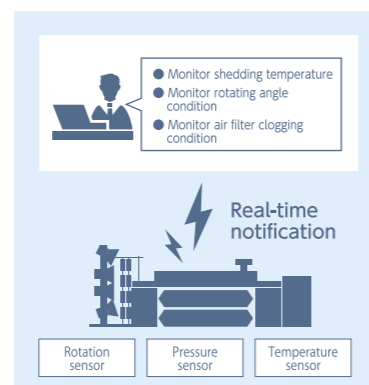 ● Monitor shedding temperature
● Monitor rotating angle
condition
● Monitor air filter clogging
condition
Real-time
notification
Rotation
sensor
Pressure
sensor
Temperature
sensor